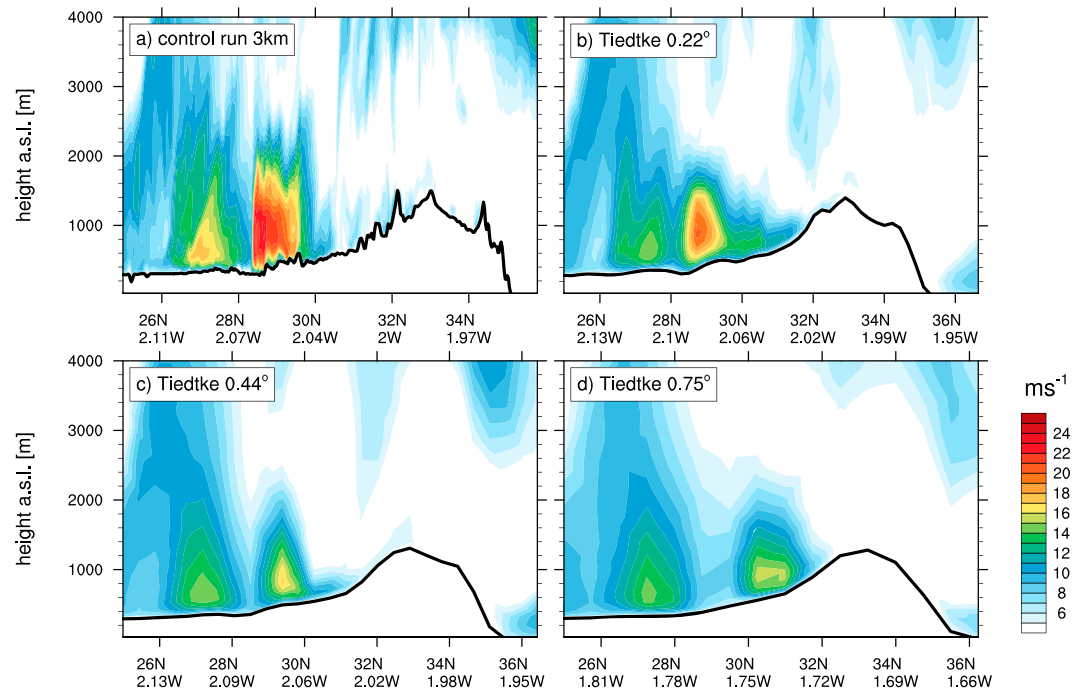 a) control run 3km
b) Tiedtke 0.22°
height a.s.l. [m]
4000
3000
2000
1000
26N 28N 30N 32N 34N
2.11W 2.07W 2.04W 2W 1.97W
26N 28N 30N 32N 34N 36N
2.13W 2.1W 2.06W 2.02W 1.99W 1.95W
c) Tiedtke 0.44°
d) Tiedtke 0.75°
height a.s.l. [m]
4000
3000
2000
1000
26N 28N 30N 32N 34N 36N
2.13W 2.09W 2.06W 2.02W 1.98W 1.95W
26N 28N 30N 32N 34N 36N
1.81W 1.78W 1.75W 1.72W 1.69W 1.66W
ms⁻¹
24
22
20
18
16
14
12
10
8
6